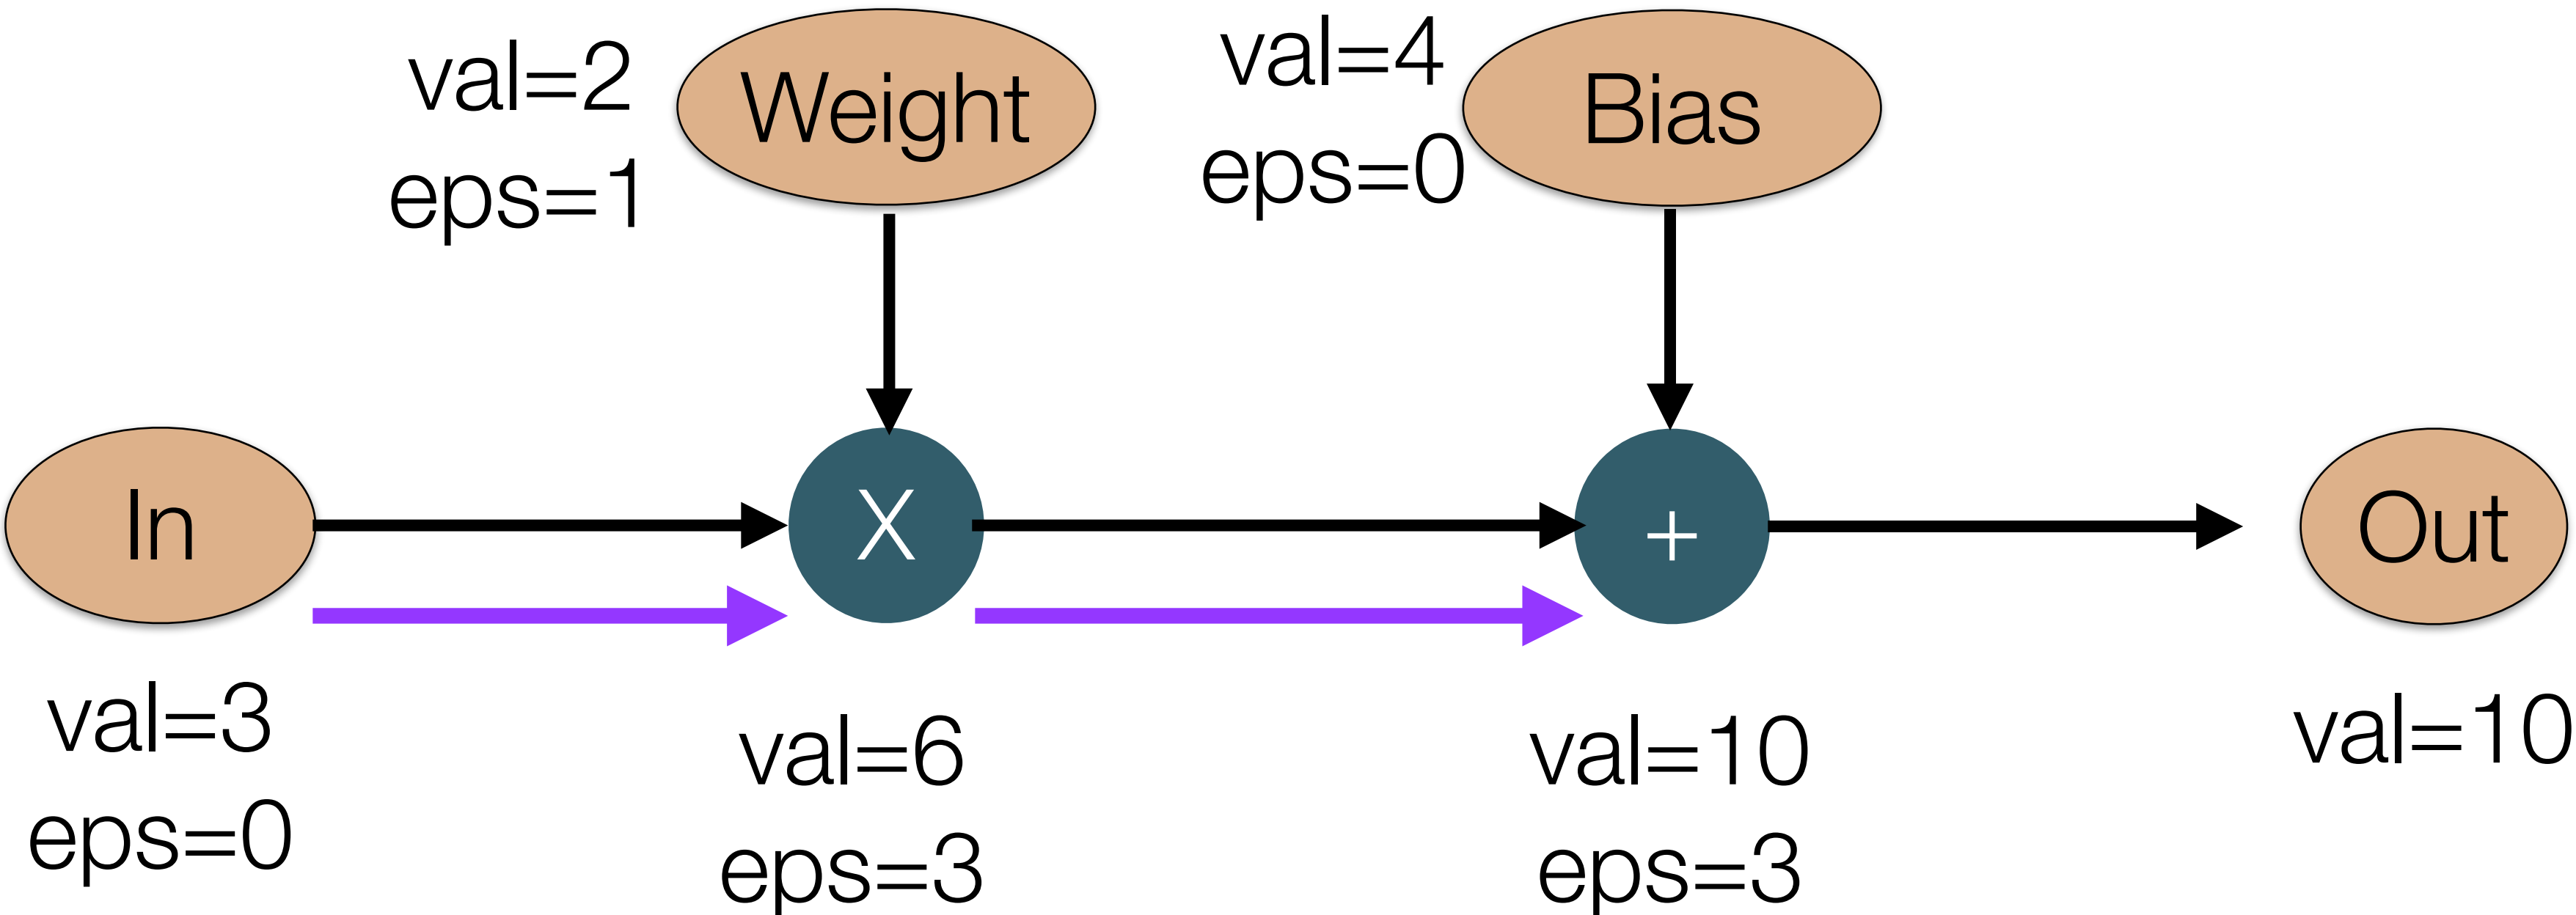 val=2
eps=1
Weight
val=4
eps=0
Bias
In
X
+
Out
val=3
eps=0
val=6
eps=3
val=10
eps=3
val=10